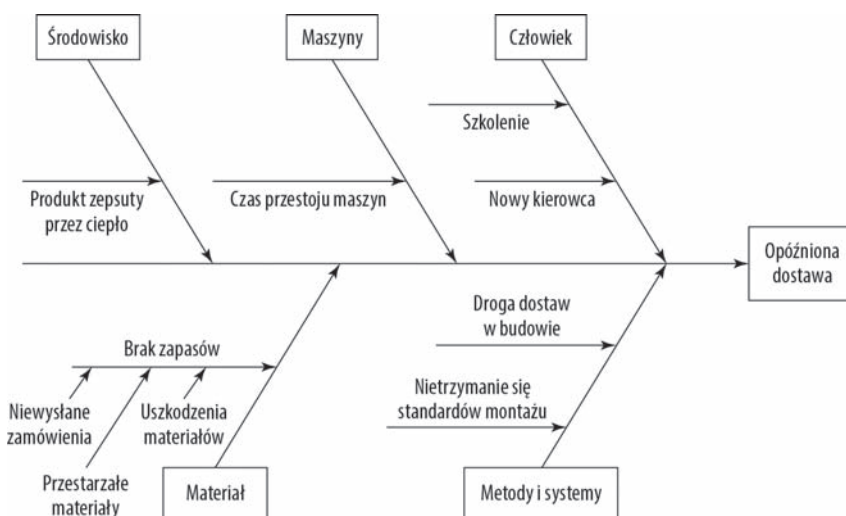 Środowisko
Maszyny
Człowiek
Szkolenie
Produkt zepsuty
przez ciepło
Czas przestoju maszyn
Nowy kierowca
Opóźniona
dostawa
Droga dostaw
w budowie
Brak zapasów
Nietrzymanie się
standardów montażu
Niewysłane
zamówienia
Uszkodzenia
materiałów
Przestarzałe
materiały
Materiał
Metody i systemy